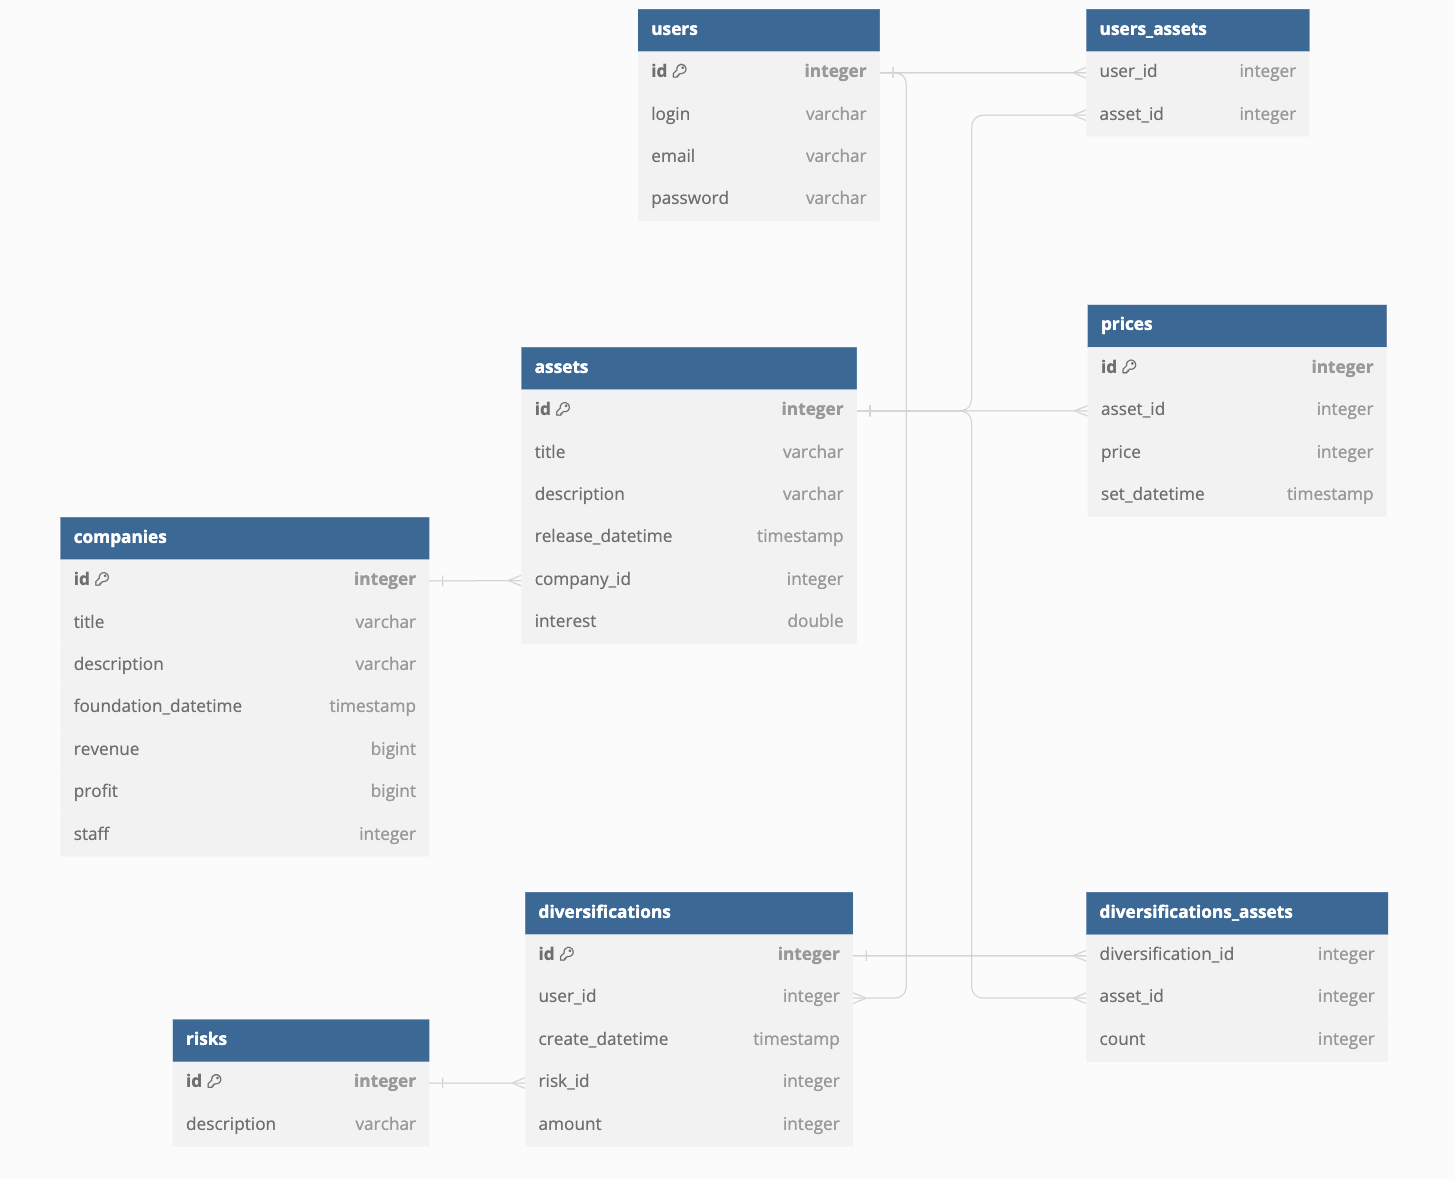 users
id integer
login varchar
email varchar
password varchar
users_assets
user_id integer
asset_id integer
prices
id integer
asset_id integer
price integer
set_datetime timestamp
assets
id integer
title varchar
description varchar
release_datetime timestamp
company_id integer
interest double
companies
id integer
title varchar
description varchar
foundation_datetime timestamp
revenue bigint
profit bigint
staff integer
diversifications
id integer
user_id integer
create_datetime timestamp
risk_id integer
amount integer
diversifications_assets
diversification_id integer
asset_id integer
count integer
risks
id integer
description varchar